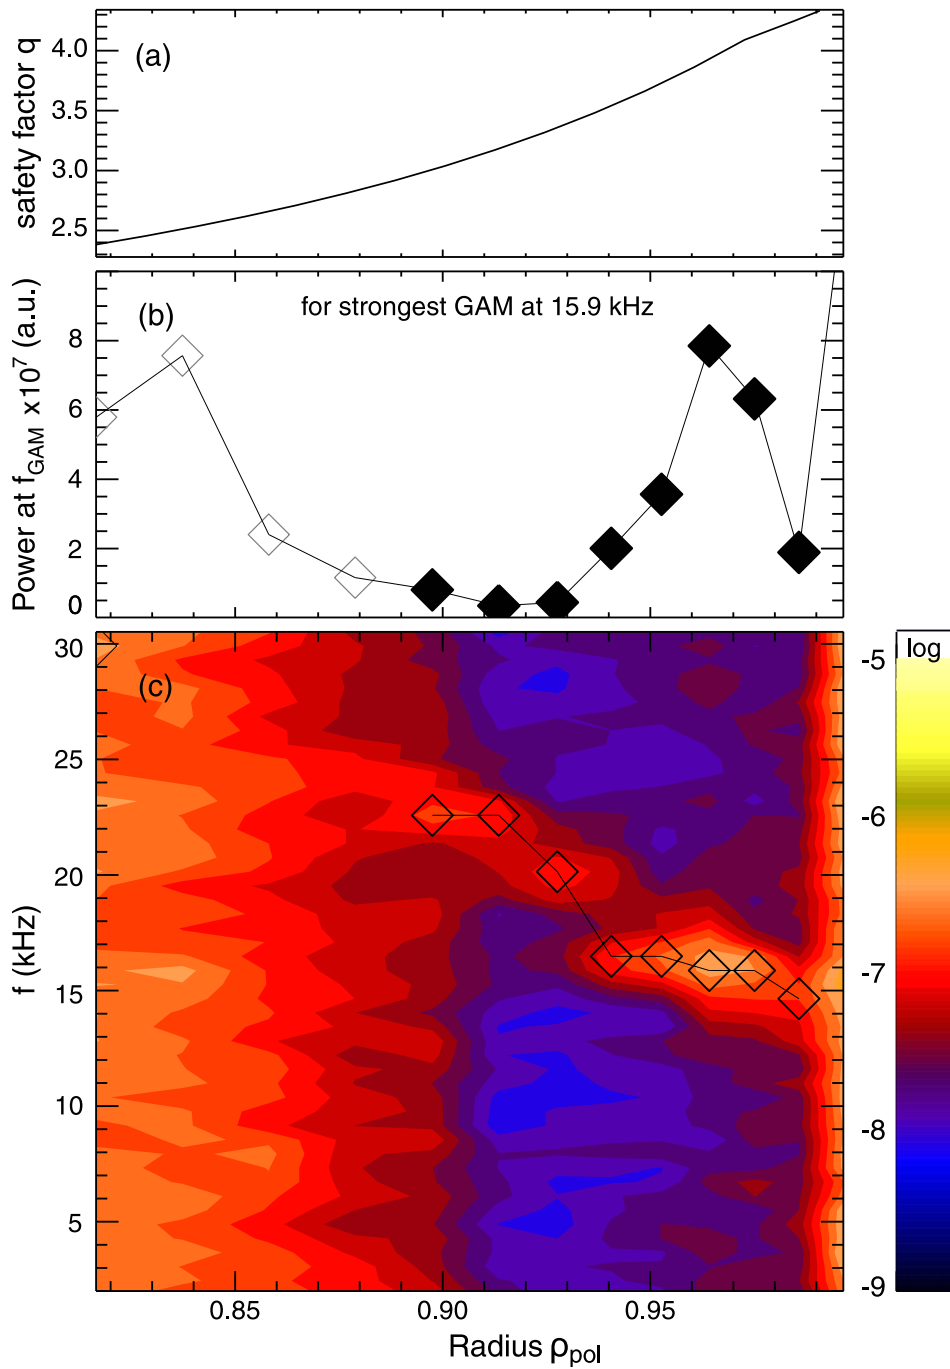 safety factor q
4.0
3.5
3.0
2.5
(a)
Power at f_GAM x10^7 (a.u.)
8
6
4
2
0
(b)
for strongest GAM at 15.9 kHz
f (kHz)
30
25
20
15
10
5
(c)
log
-5
-6
-7
-8
-9
0.85 0.90 0.95
Radius ρ_pol